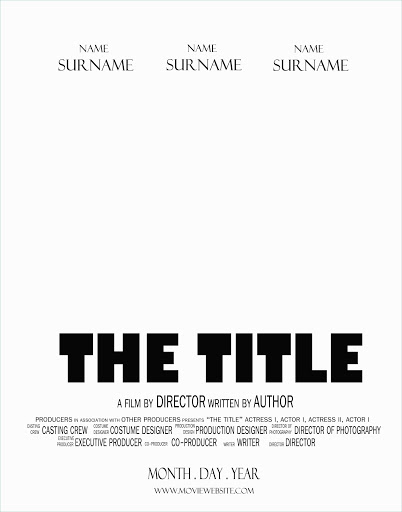 NAME NAME NAME
SURNAME SURNAME SURNAME
THE TITLE
A FILM BY DIRECTOR WRITTEN BY AUTHOR
PRODUCERS IN ASSOCIATION WITH OTHER PRODUCERS PRESENTS "THE TITLE" ACTRESS I, ACTOR I, ACTRESS II, ACTOR I
CASTING CREW CASTING CREW COSTUME DESIGNER COSTUME DESIGNER PRODUCTION DESIGN PRODUCTION DESIGNER DIRECTOR OF PHOTOGRAPHY DIRECTOR OF PHOTOGRAPHY
EXECUTIVE PRODUCER EXECUTIVE PRODUCER CO-PRODUCER CO-PRODUCER WRITER WRITER DIRECTOR DIRECTOR
MONTH . DAY . YEAR
WWW.MOVIEWEBSITE.COM